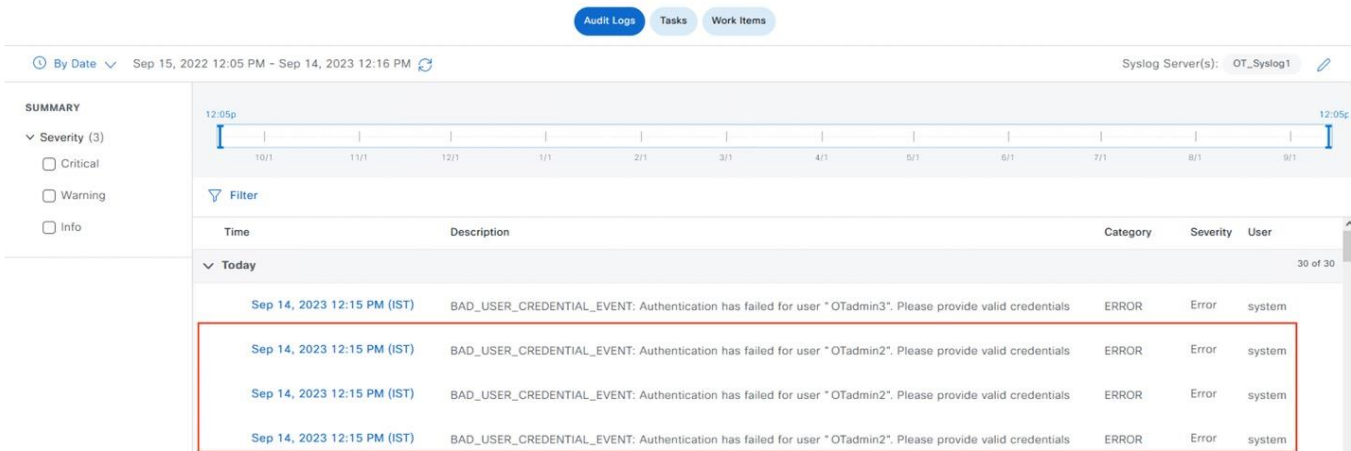 Audit Logs Tasks Work Items
By Date Sep 15, 2022 12:05 PM - Sep 14, 2023 12:16 PM Syslog Server(s): OT_Syslog1
SUMMARY
Severity (3)
Critical
Warning
Info
12:05p 12:05p
10/1 11/1 12/1 1/1 2/1 3/1 4/1 5/1 6/1 7/1 8/1 9/1
Filter
Time Description Category Severity User
Today 30 of 30
Sep 14, 2023 12:15 PM (IST) BAD_USER_CREDENTIAL_EVENT: Authentication has failed for user " OTadmin3". Please provide valid credentials ERROR Error system
Sep 14, 2023 12:15 PM (IST) BAD_USER_CREDENTIAL_EVENT: Authentication has failed for user " OTadmin2". Please provide valid credentials ERROR Error system
Sep 14, 2023 12:15 PM (IST) BAD_USER_CREDENTIAL_EVENT: Authentication has failed for user " OTadmin2". Please provide valid credentials ERROR Error system
Sep 14, 2023 12:15 PM (IST) BAD_USER_CREDENTIAL_EVENT: Authentication has failed for user " OTadmin2". Please provide valid credentials ERROR Error system